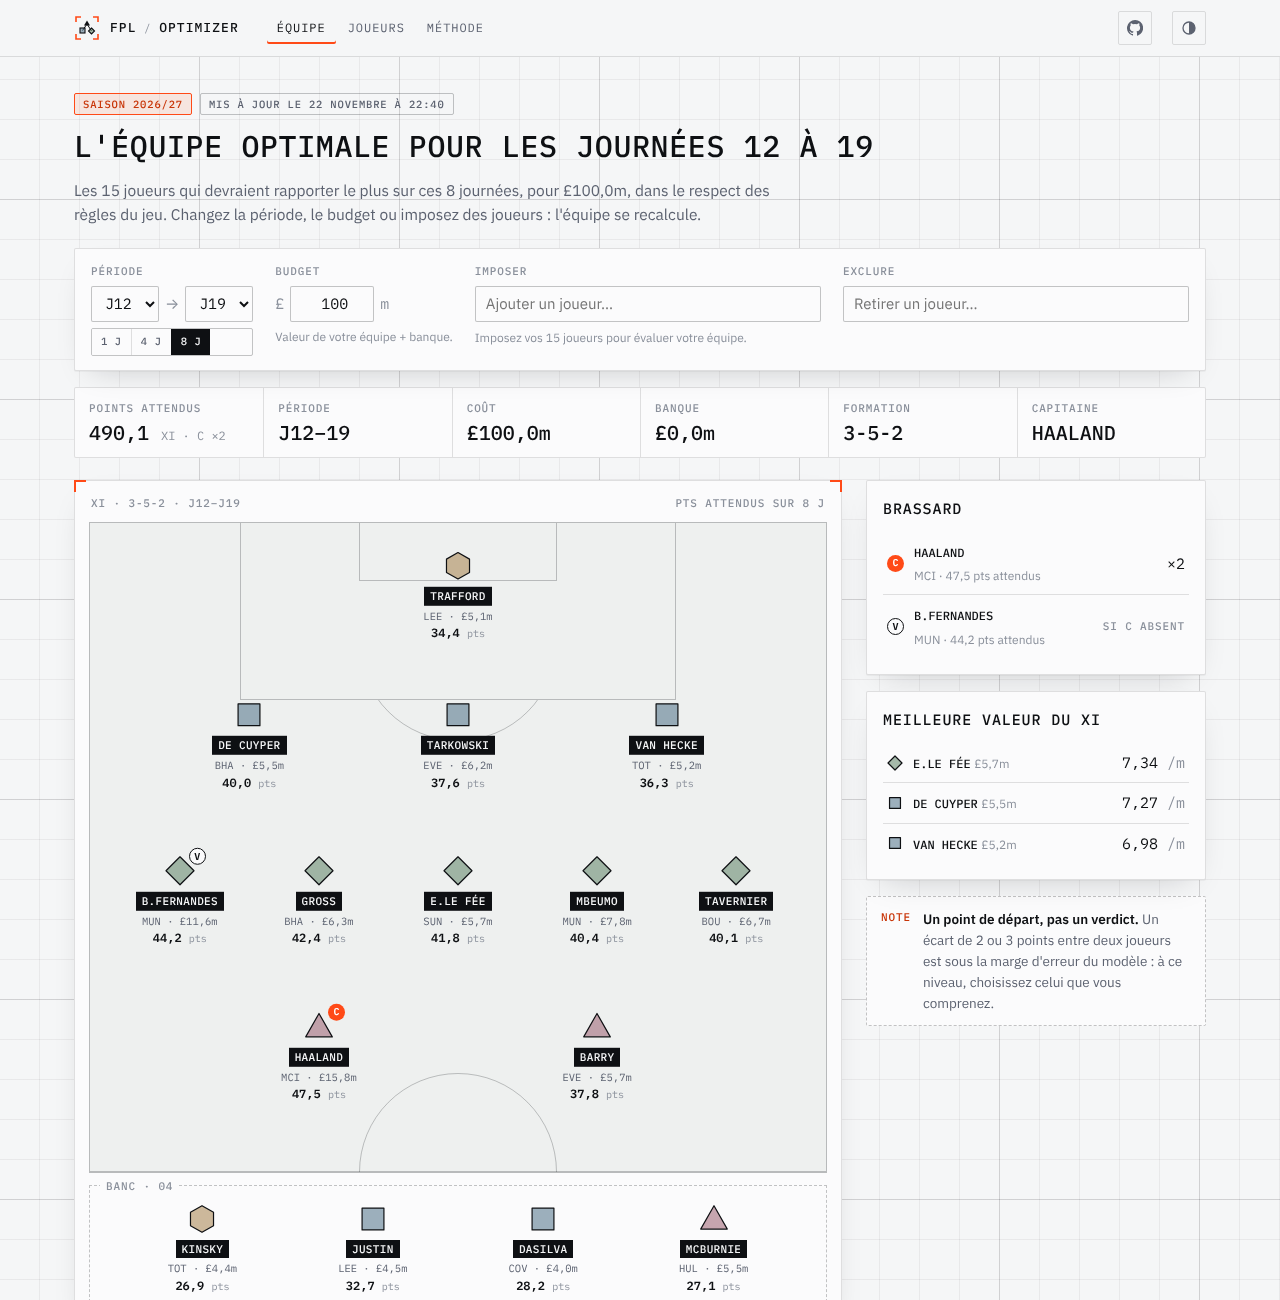 FPL / OPTIMIZER
ÉQUIPE
JOUEURS
MÉTHODE
SAISON 2026/27
MIS À JOUR LE 22 NOVEMBRE À 22:40
L'ÉQUIPE OPTIMALE POUR LES JOURNÉES 12 À 19
Les 15 joueurs qui devraient rapporter le plus sur ces 8 journées, pour £100,0m, dans le respect des
règles du jeu. Changez la période, le budget ou imposez des joueurs : l'équipe se recalcule.
PÉRIODE
J12 → J19
1 J 4 J 8 J
BUDGET
£ 100 m
Valeur de votre équipe + banque.
IMPOSER
Ajouter un joueur...
Imposez vos 15 joueurs pour évaluer votre équipe.
EXCLURE
Retirer un joueur...
POINTS ATTENDUS
490,1 XI · C ×2
PÉRIODE
J12–19
COÛT
£100,0m
BANQUE
£0,0m
FORMATION
3-5-2
CAPITAINE
HAALAND
XI · 3-5-2 · J12–J19
PTS ATTENDUS SUR 8 J
TRAFFORD
LEE · £5,1m
34,4 pts
DE CUYPER
BHA · £5,5m
40,0 pts
TARKOWSKI
EVE · £6,2m
37,6 pts
VAN HECKE
TOT · £5,2m
36,3 pts
V
B.FERNANDES
MUN · £11,6m
44,2 pts
GROSS
BHA · £6,3m
42,4 pts
E.LE FÉE
SUN · £5,7m
41,8 pts
MBEUMO
MUN · £7,8m
40,4 pts
TAVERNIER
BOU · £6,7m
40,1 pts
C
HAALAND
MCI · £15,8m
47,5 pts
BARRY
EVE · £5,7m
37,8 pts
BANC · 04
KINSKY
TOT · £4,4m
26,9 pts
JUSTIN
LEE · £4,5m
32,7 pts
DASILVA
COV · £4,0m
28,2 pts
MCBURNIE
HUL · £5,5m
27,1 pts
BRASSARD
C
HAALAND
MCI · 47,5 pts attendus
×2
V
B.FERNANDES
MUN · 44,2 pts attendus
SI C ABSENT
MEILLEURE VALEUR DU XI
E.LE FÉE £5,7m 7,34 /m
DE CUYPER £5,5m 7,27 /m
VAN HECKE £5,2m 6,98 /m
NOTE
Un point de départ, pas un verdict. Un
écart de 2 ou 3 points entre deux joueurs
est sous la marge d'erreur du modèle : à ce
niveau, choisissez celui que vous
comprenez.